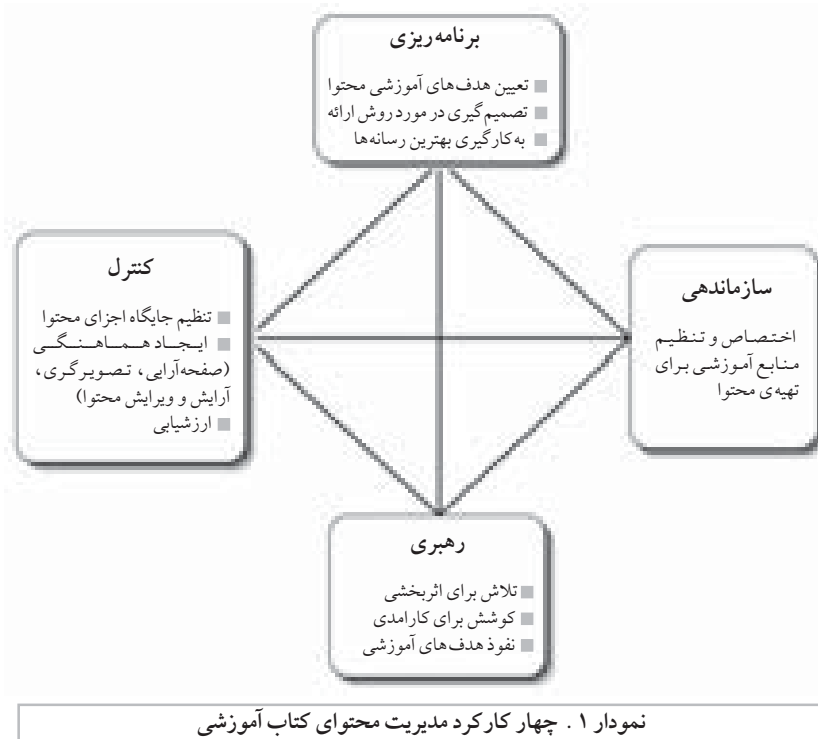 برنامه‌ریزی
■ تعیین هدف‌های آموزشی محتوا
■ تصمیم‌گیری در مورد روش ارائه
■ به‌کارگیری بهترین رسانه‌ها
سازماندهی
اختصاص و تنظیم
منابع آموزشی برای
تهیه‌ی محتوا
کنترل
■ تنظیم جایگاه اجزای محتوا
■ ایجاد هماهنگی
(صفحه‌آرایی، تصویرگری،
آرایش و ویرایش محتوا)
■ ارزشیابی
رهبری
■ تلاش برای اثربخشی
■ کوشش برای کارامدی
■ نفوذ هدف‌های آموزشی
نمودار ۱ . چهار کارکرد مدیریت محتوای کتاب آموزشی